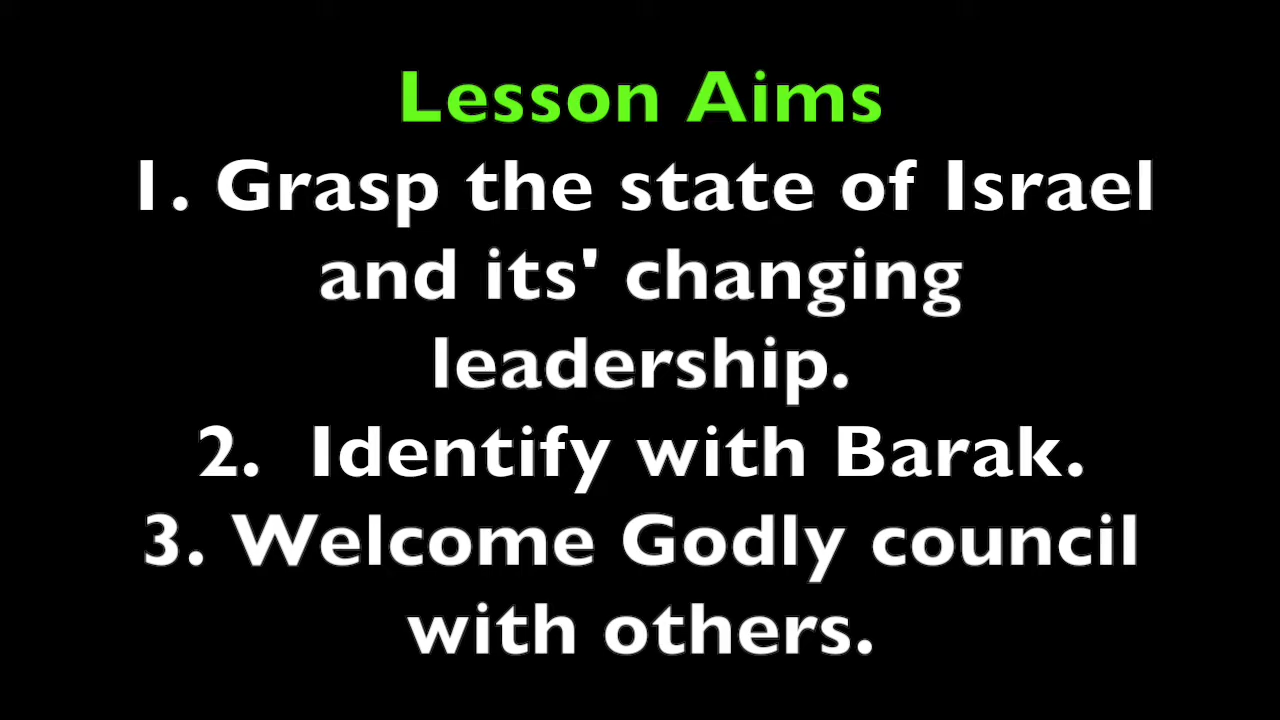 Lesson Aims
1. Grasp the state of Israel
and its' changing
leadership.
2. Identify with Barak.
3. Welcome Godly council
with others.